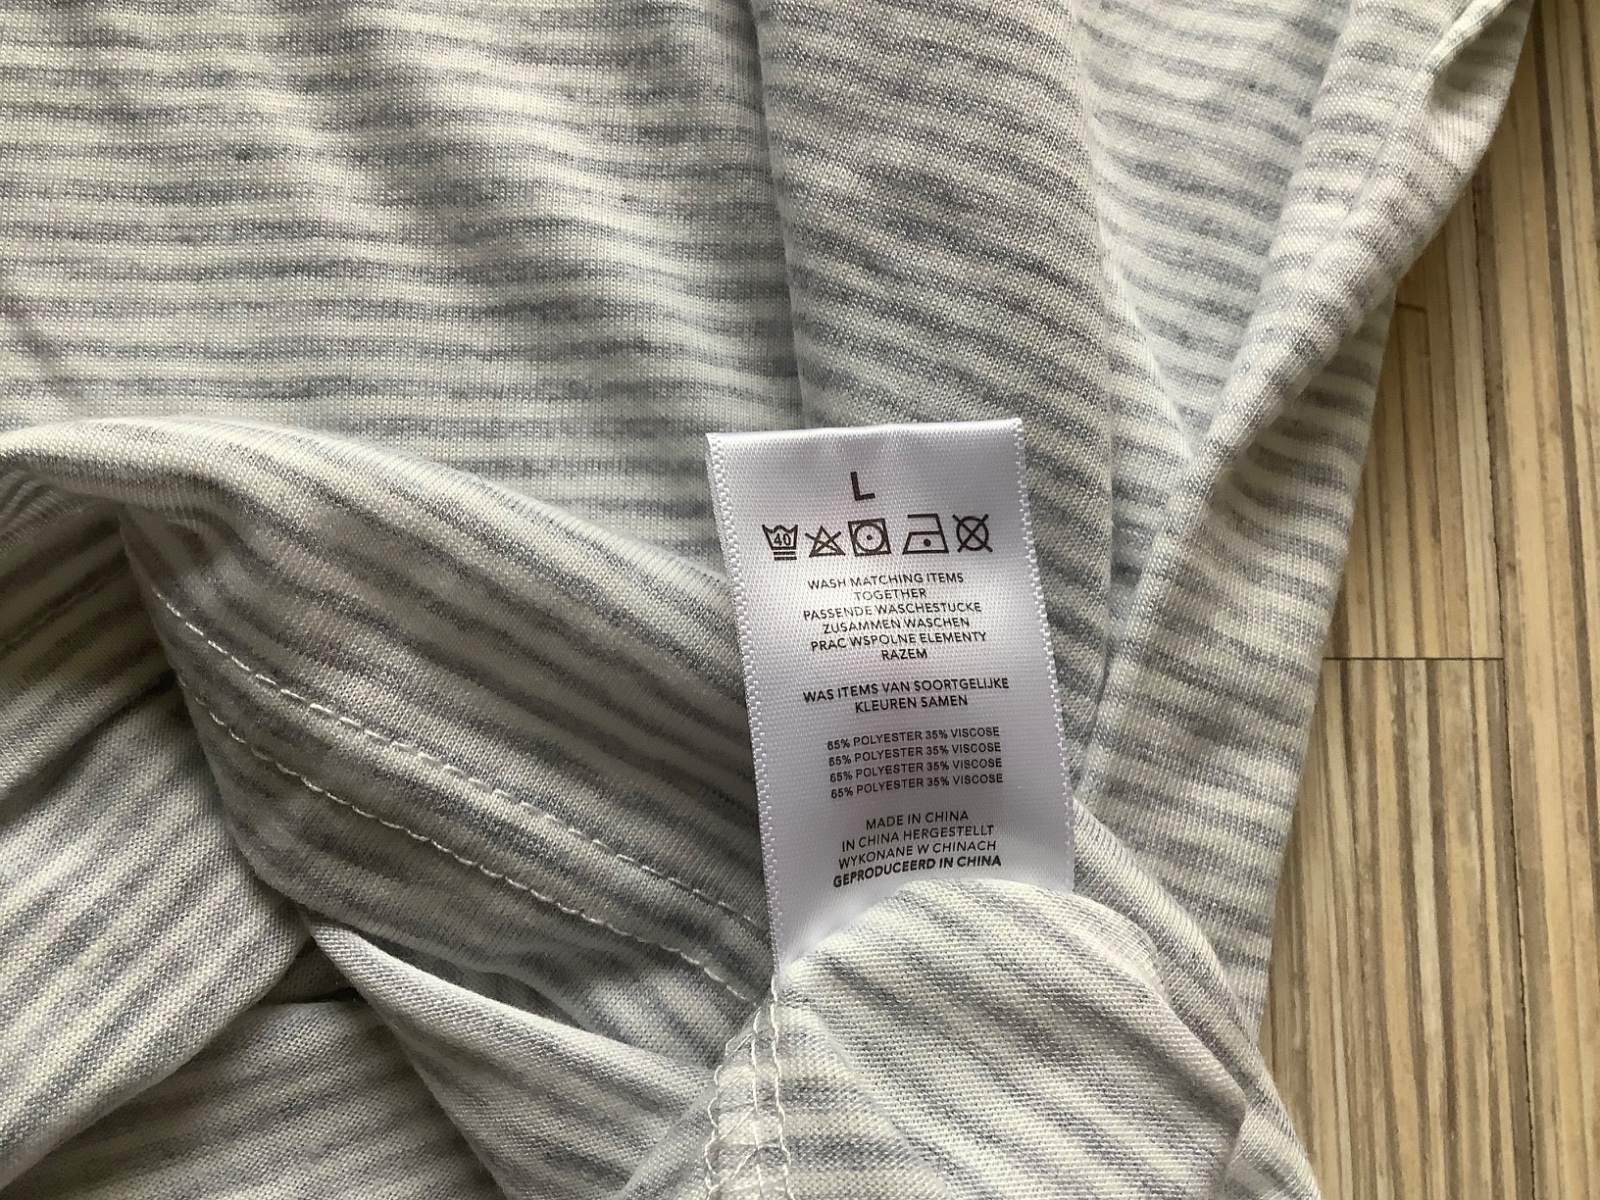 L
40
WASH MATCHING ITEMS
TOGETHER
PASSENDE WASCHESTUCKE
ZUSAMMEN WASCHEN
PRAC WSPOLNE ELEMENTY
RAZEM
WAS ITEMS VAN SOORTGELIJKE
KLEUREN SAMEN
65% POLYESTER 35% VISCOSE
65% POLYESTER 35% VISCOSE
65% POLYESTER 35% VISCOSE
65% POLYESTER 35% VISCOSE
MADE IN CHINA
IN CHINA HERGESTELLT
WYKONANE W CHINACH
GEPRODUCEERD IN CHINA